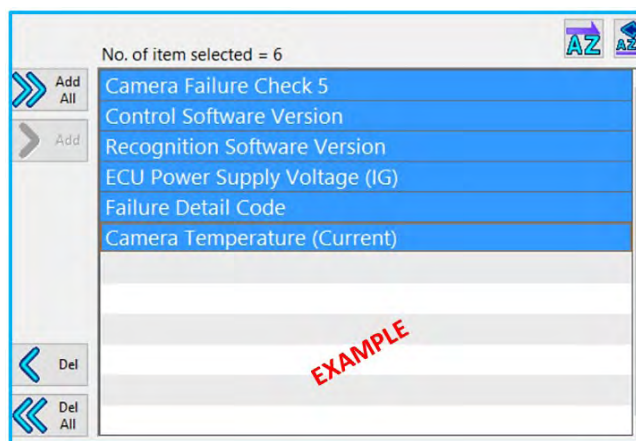 No. of item selected = 6
AZ
AZ
Add All
Add
Camera Failure Check 5
Control Software Version
Recognition Software Version
ECU Power Supply Voltage (IG)
Failure Detail Code
Camera Temperature (Current)
EXAMPLE
Del
Del All